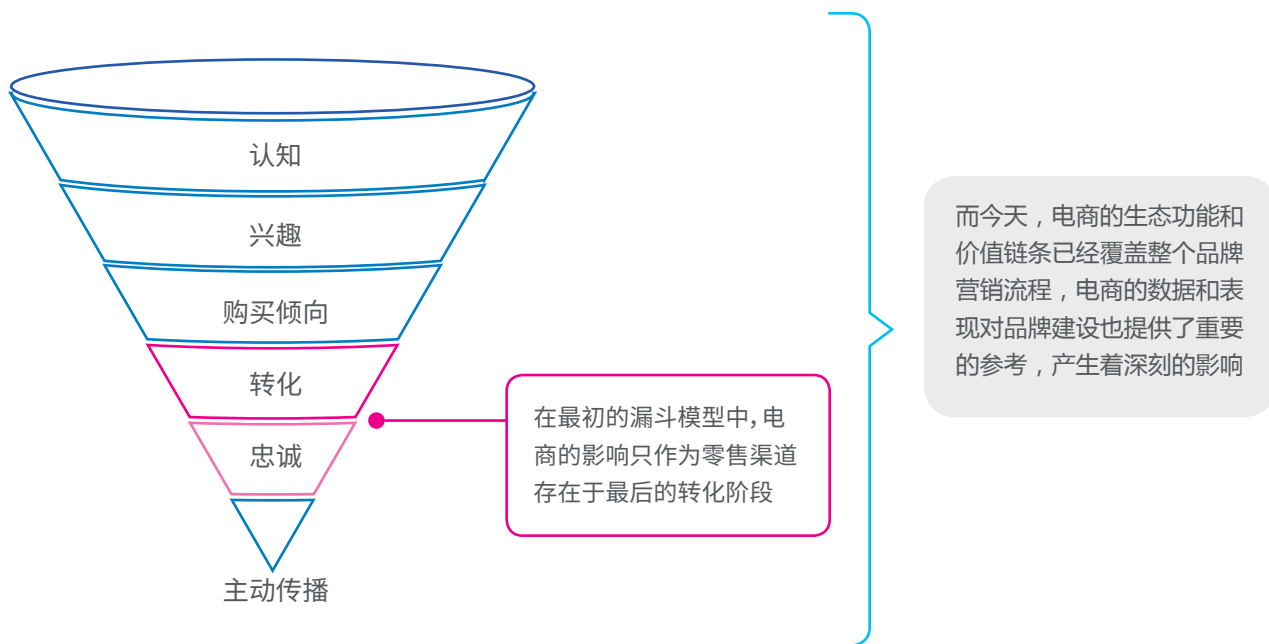 认知
兴趣
购买倾向
转化
忠诚
主动传播
在最初的漏斗模型中，电
商的影响只作为零售渠道
存在于最后的转化阶段
而今天，电商的生态功能和
价值链条已经覆盖整个品牌
营销流程，电商的数据和表
现对品牌建设也提供了重要
的参考，产生着深刻的影响